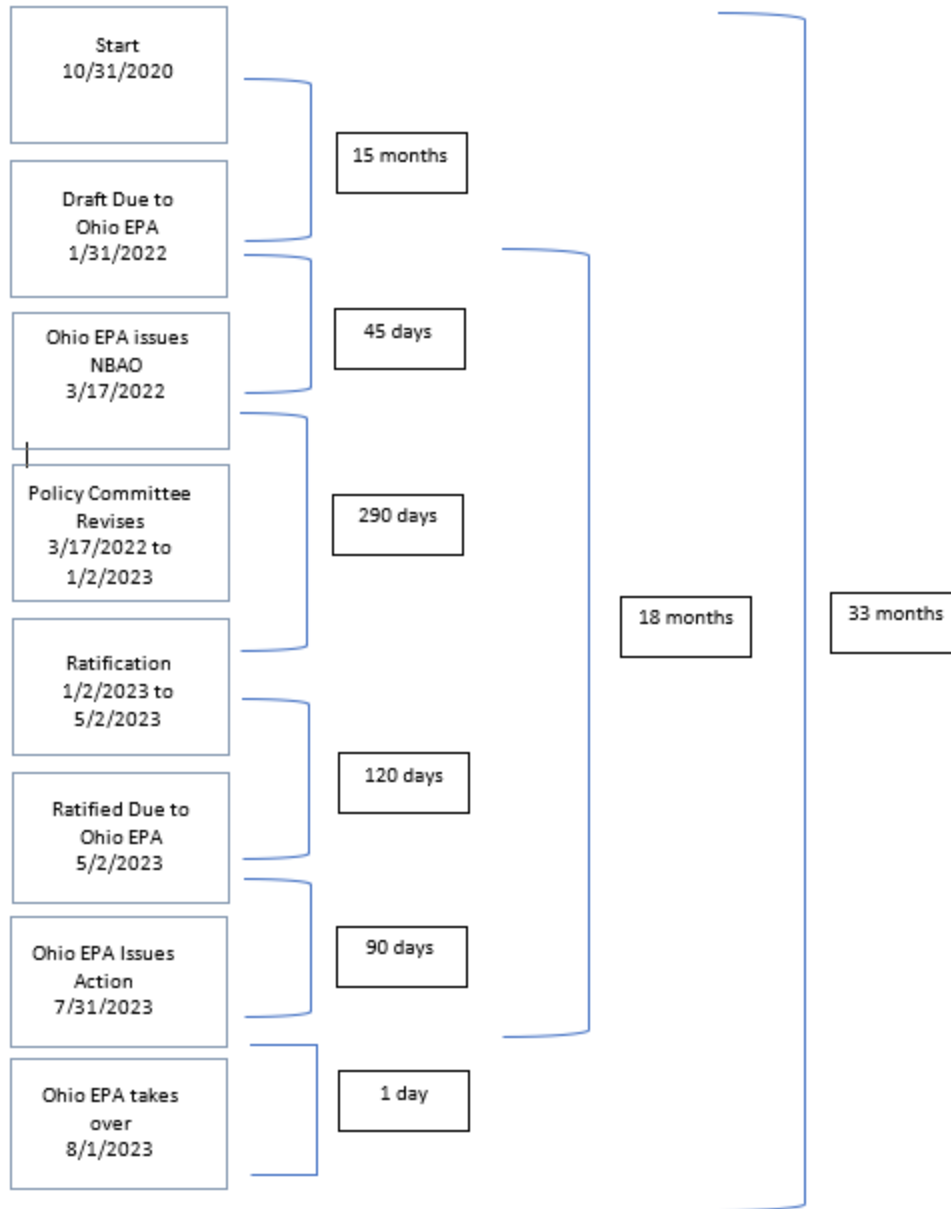 Start
10/31/2020
15 months
Draft Due to
Ohio EPA
1/31/2022
45 days
Ohio EPA issues
NBAO
3/17/2022
Policy Committee
Revises
3/17/2022 to
1/2/2023
290 days
18 months
33 months
Ratification
1/2/2023 to
5/2/2023
120 days
Ratified Due to
Ohio EPA
5/2/2023
90 days
Ohio EPA Issues
Action
7/31/2023
1 day
Ohio EPA takes
over
8/1/2023